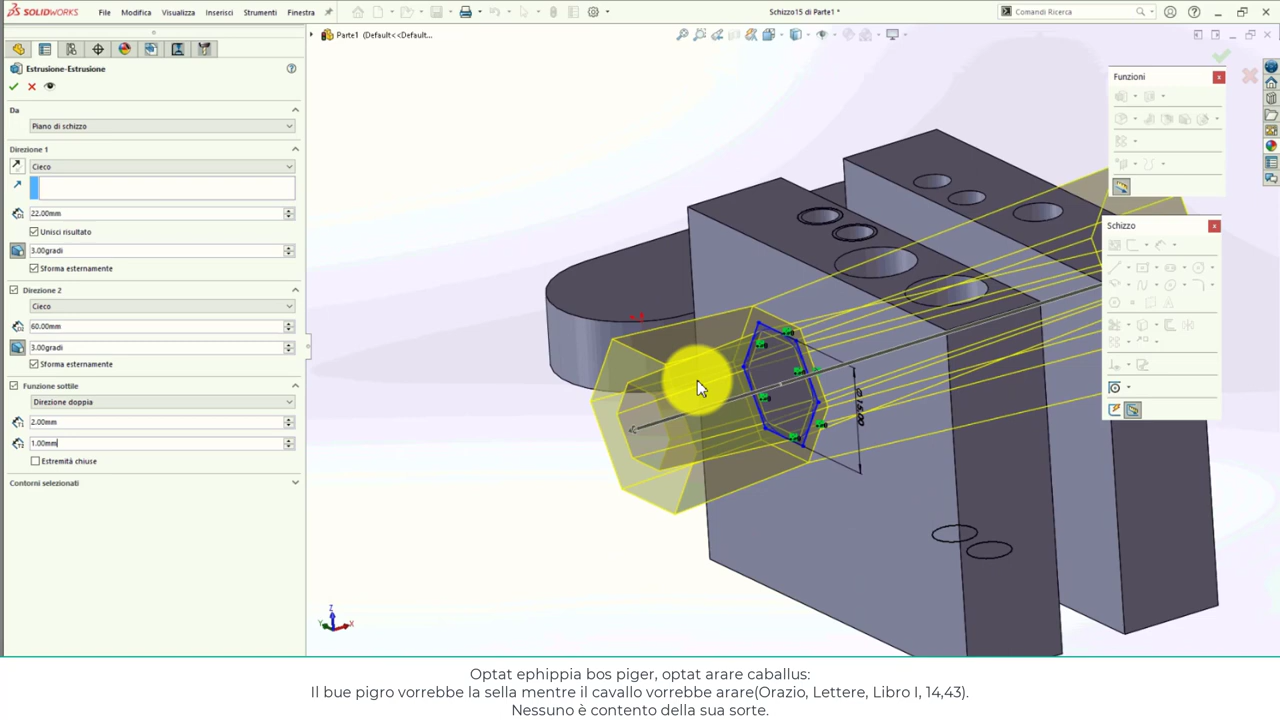 SOLIDWORKS
File Modifica Visualizza Inserisci Strumenti Finestra
Schizzo15 di Parte1 *
Comandi Ricerca
Parte1 (Default<<Default...
Estrusione-Estrusione
Da
Piano di schizzo
Direzione 1
Cieco
22.00mm
Unisci risultato
3.00gradi
Sforma esternamente
Direzione 2
Cieco
60.00mm
3.00gradi
Sforma esternamente
Funzione sottile
Direzione doppia
2.00mm
1.00mm
Estremità chiuse
Contorni selezionati
Funzioni
Schizzo
Z
Y
X
Optat ephippia bos piger, optat arare caballus:
Il bue pigro vorrebbe la sella mentre il cavallo vorrebbe arare(Orazio, Lettere, Libro I, 14,43).
Nessuno è contento della sua sorte.